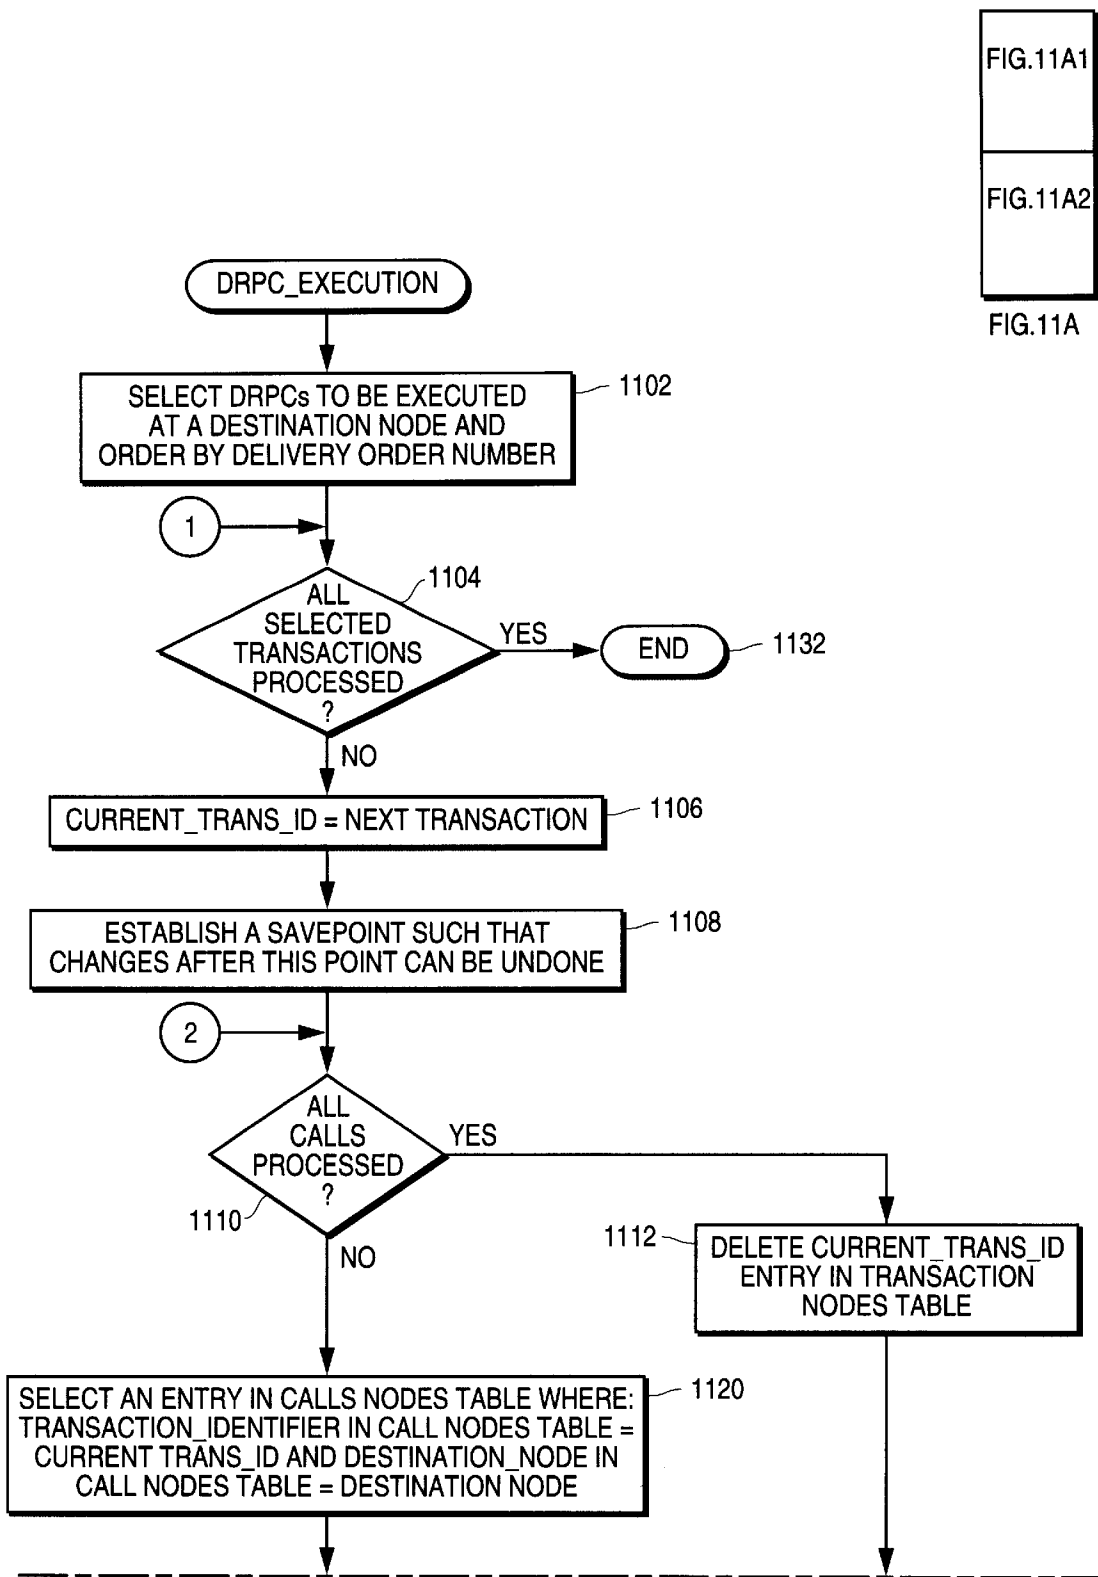 FIG.11A1
FIG.11A2
FIG.11A
DRPC_EXECUTION
SELECT DRPCs TO BE EXECUTED
AT A DESTINATION NODE AND
ORDER BY DELIVERY ORDER NUMBER
1102
1
ALL
SELECTED
TRANSACTIONS
PROCESSED
?
1104
YES
END
1132
NO
CURRENT_TRANS_ID = NEXT TRANSACTION
1106
ESTABLISH A SAVEPOINT SUCH THAT
CHANGES AFTER THIS POINT CAN BE UNDONE
1108
2
ALL
CALLS
PROCESSED
?
YES
1110
NO
1112
DELETE CURRENT_TRANS_ID
ENTRY IN TRANSACTION
NODES TABLE
SELECT AN ENTRY IN CALLS NODES TABLE WHERE:
TRANSACTION_IDENTIFIER IN CALL NODES TABLE =
CURRENT TRANS_ID AND DESTINATION_NODE IN
CALL NODES TABLE = DESTINATION NODE
1120